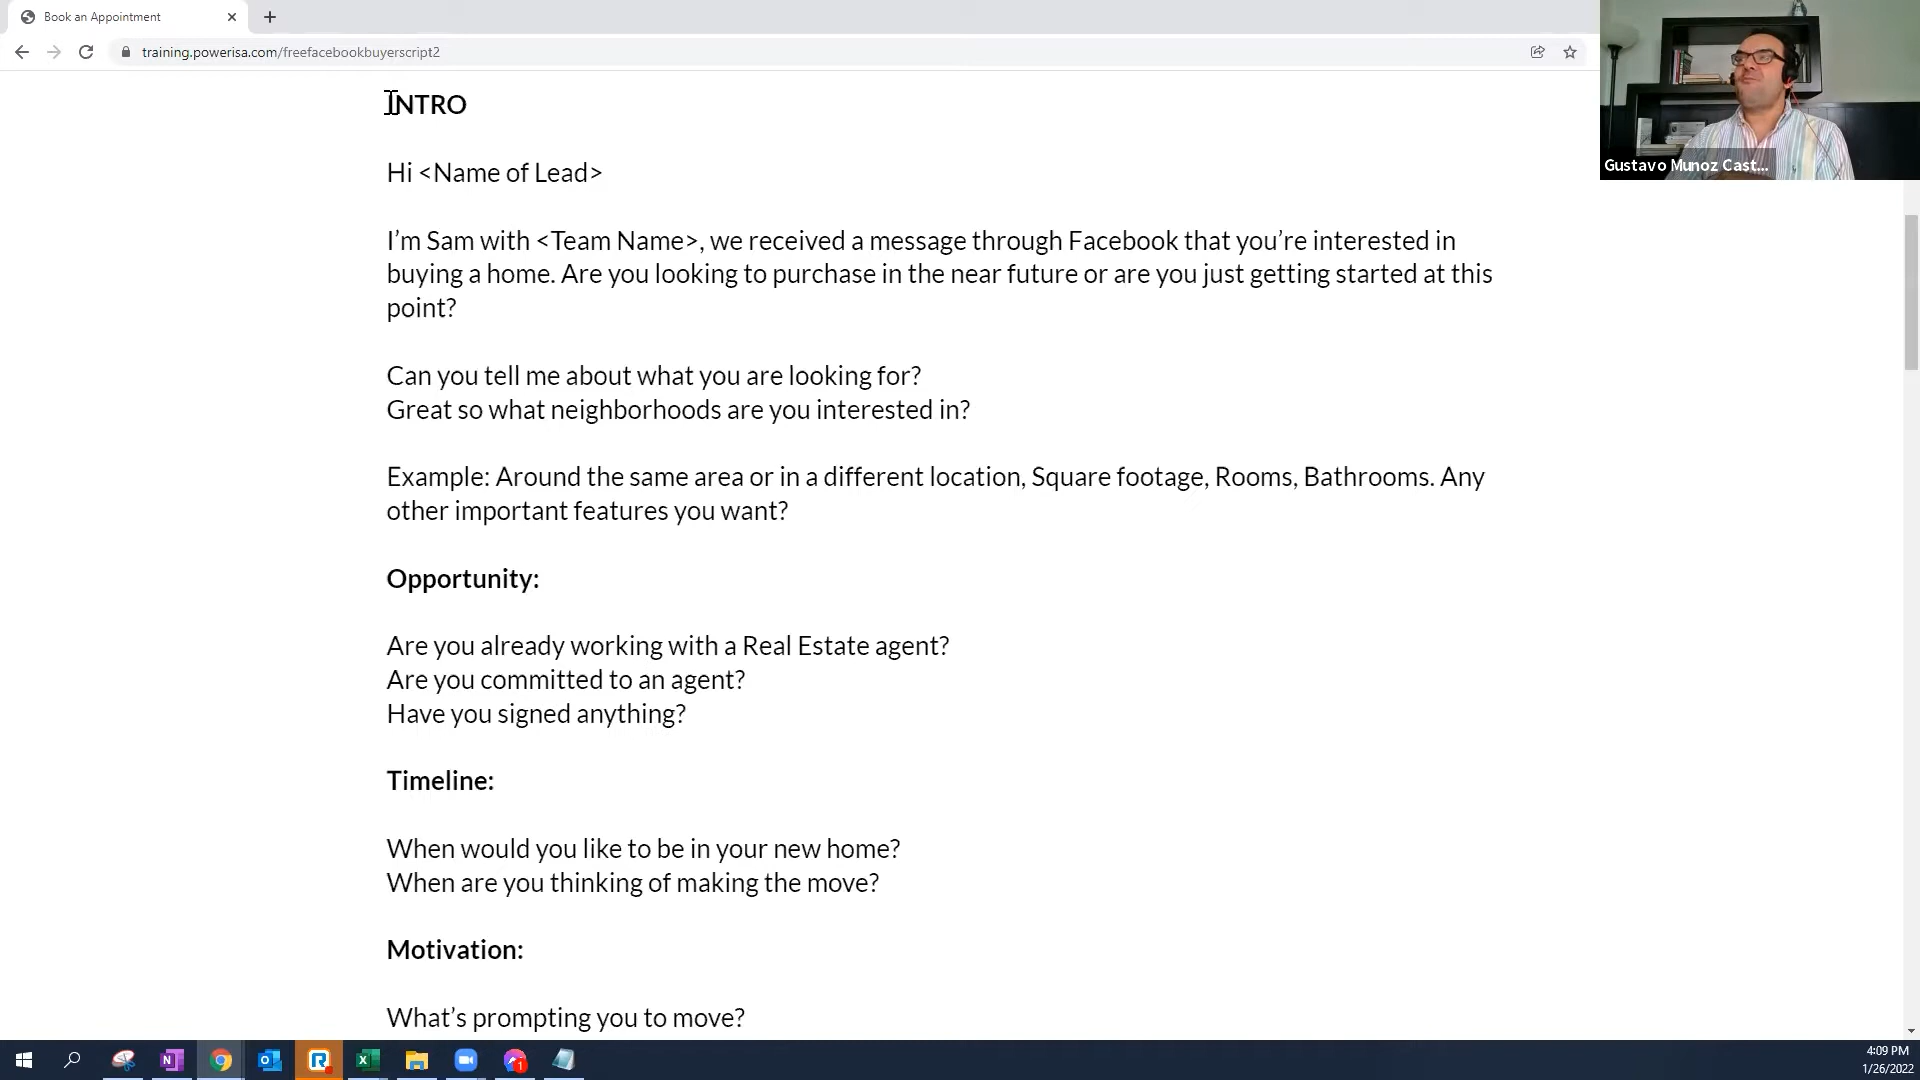 Book an Appointment
training.powerisa.com/freefacebookbuyerscript2
Gustavo Munoz Cast...
INTRO
Hi <Name of Lead>
I’m Sam with <Team Name>, we received a message through Facebook that you’re interested in
buying a home. Are you looking to purchase in the near future or are you just getting started at this
point?
Can you tell me about what you are looking for?
Great so what neighborhoods are you interested in?
Example: Around the same area or in a different location, Square footage, Rooms, Bathrooms. Any
other important features you want?
Opportunity:
Are you already working with a Real Estate agent?
Are you committed to an agent?
Have you signed anything?
Timeline:
When would you like to be in your new home?
When are you thinking of making the move?
Motivation:
What’s prompting you to move?
4:09 PM
1/26/2022